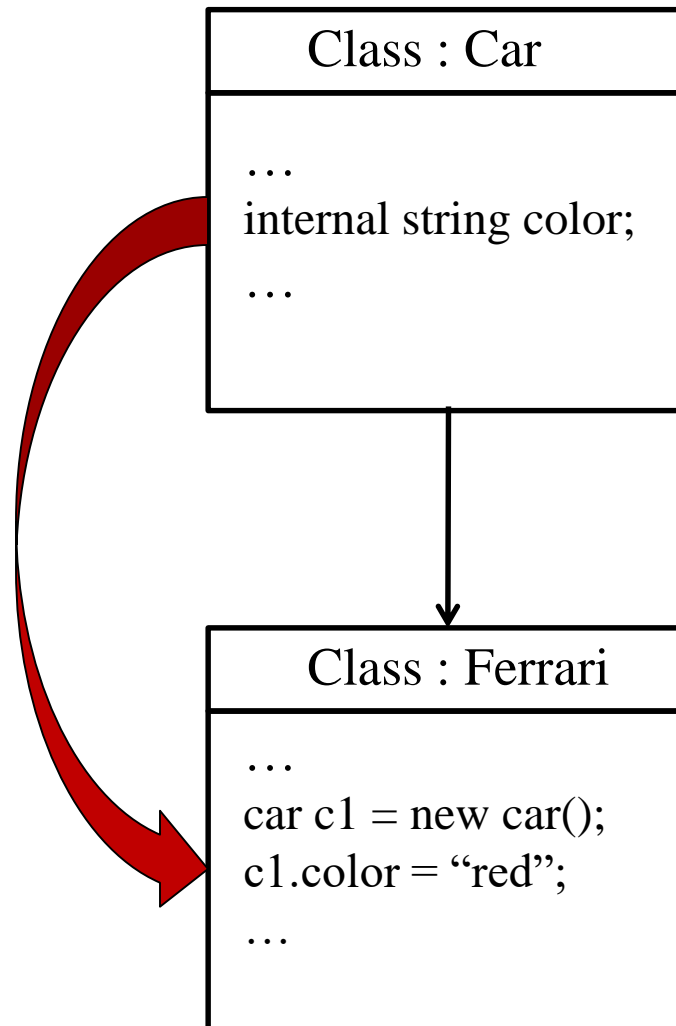 Class : Car
…
internal string color;
…
Class : Ferrari
…
car c1 = new car();
c1.color = “red”;
…